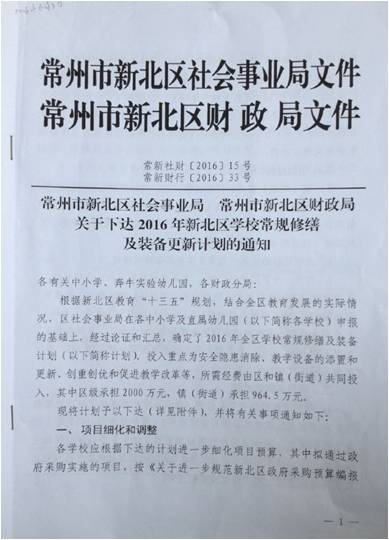 常州市新北区社会事业局文件
常州市新北区财政局文件
常新社财〔2016〕15号
常新财行〔2016〕33号
常州市新北区社会事业局 常州市新北区财政局
关于下达2016年新北区学校常规修缮
及装备更新计划的通知
各有关中小学、奔牛实验幼儿园，各财政分局：
根据新北区教育“十三五”规划，结合全区教育发展的实际情
况，区社会事业局在各中小学及直属幼儿园（以下简称各学校）申报
的基础上，经过论证和汇总，确定了2016年全区学校常规修缮及装备
计划（以下简称计划）。投入重点为安全隐患消除、教学设备的添置和
更新、创重创优和促进教学改革等，所需经费由区和镇（街道）共同投
入，其中区级承担2000万元，镇（街道）承担964.5万元。
现将计划予以下达（详见附件），并将有关事项通知如下：
一、项目细化和调整
各学校应根据下达的计划进一步细化项目预算，其中拟通过政
府采购实施的项目，按《关于进一步规范新北区政府采购预算编报
— 1 —